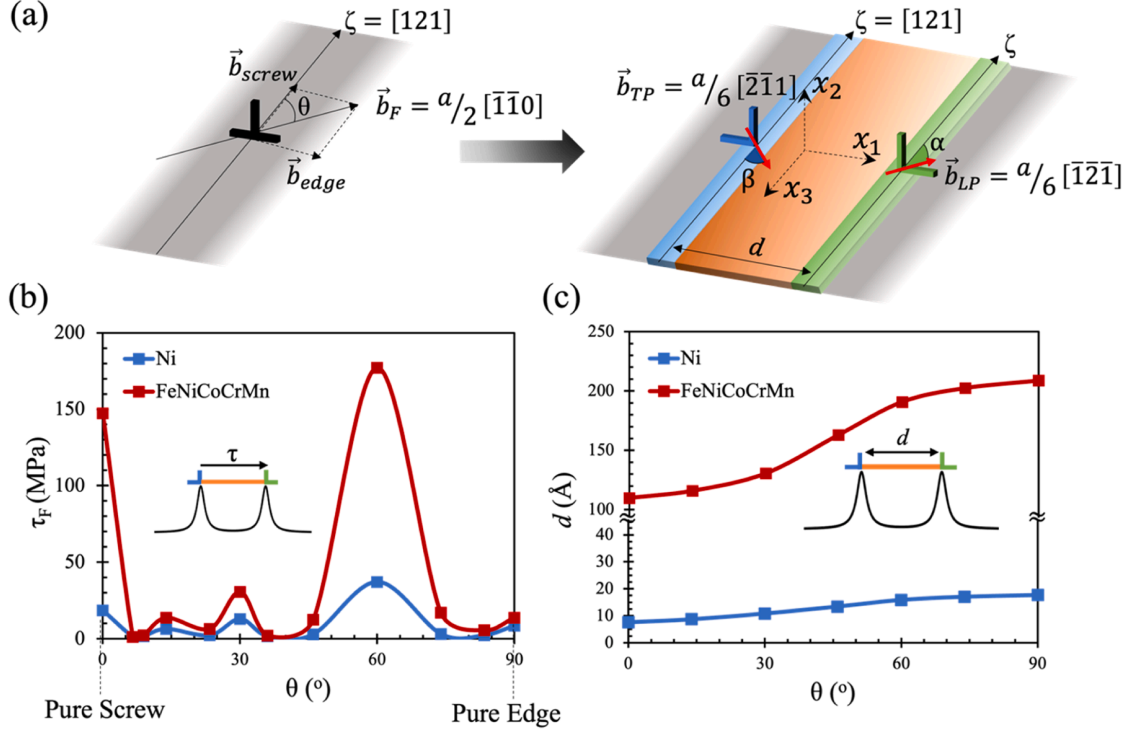 (a)
ζ = [121]
b⃗screw
θ
b⃗F = a/2 [1̄1̄0]
b⃗edge
ζ = [121]
ζ
b⃗TP = a/6 [2̄1̄1]
x2
x1
α
β
x3
b⃗LP = a/6 [1̄2̄1̄]
d
(b)
200
150
100
50
0
τF (MPa)
Ni
FeNiCoCrMn
τ
0 30 60 90
θ (o)
Pure Screw Pure Edge
(c)
250
200
150
100
40
30
20
10
0
d (Å)
Ni
FeNiCoCrMn
d
0 30 60 90
θ (o)